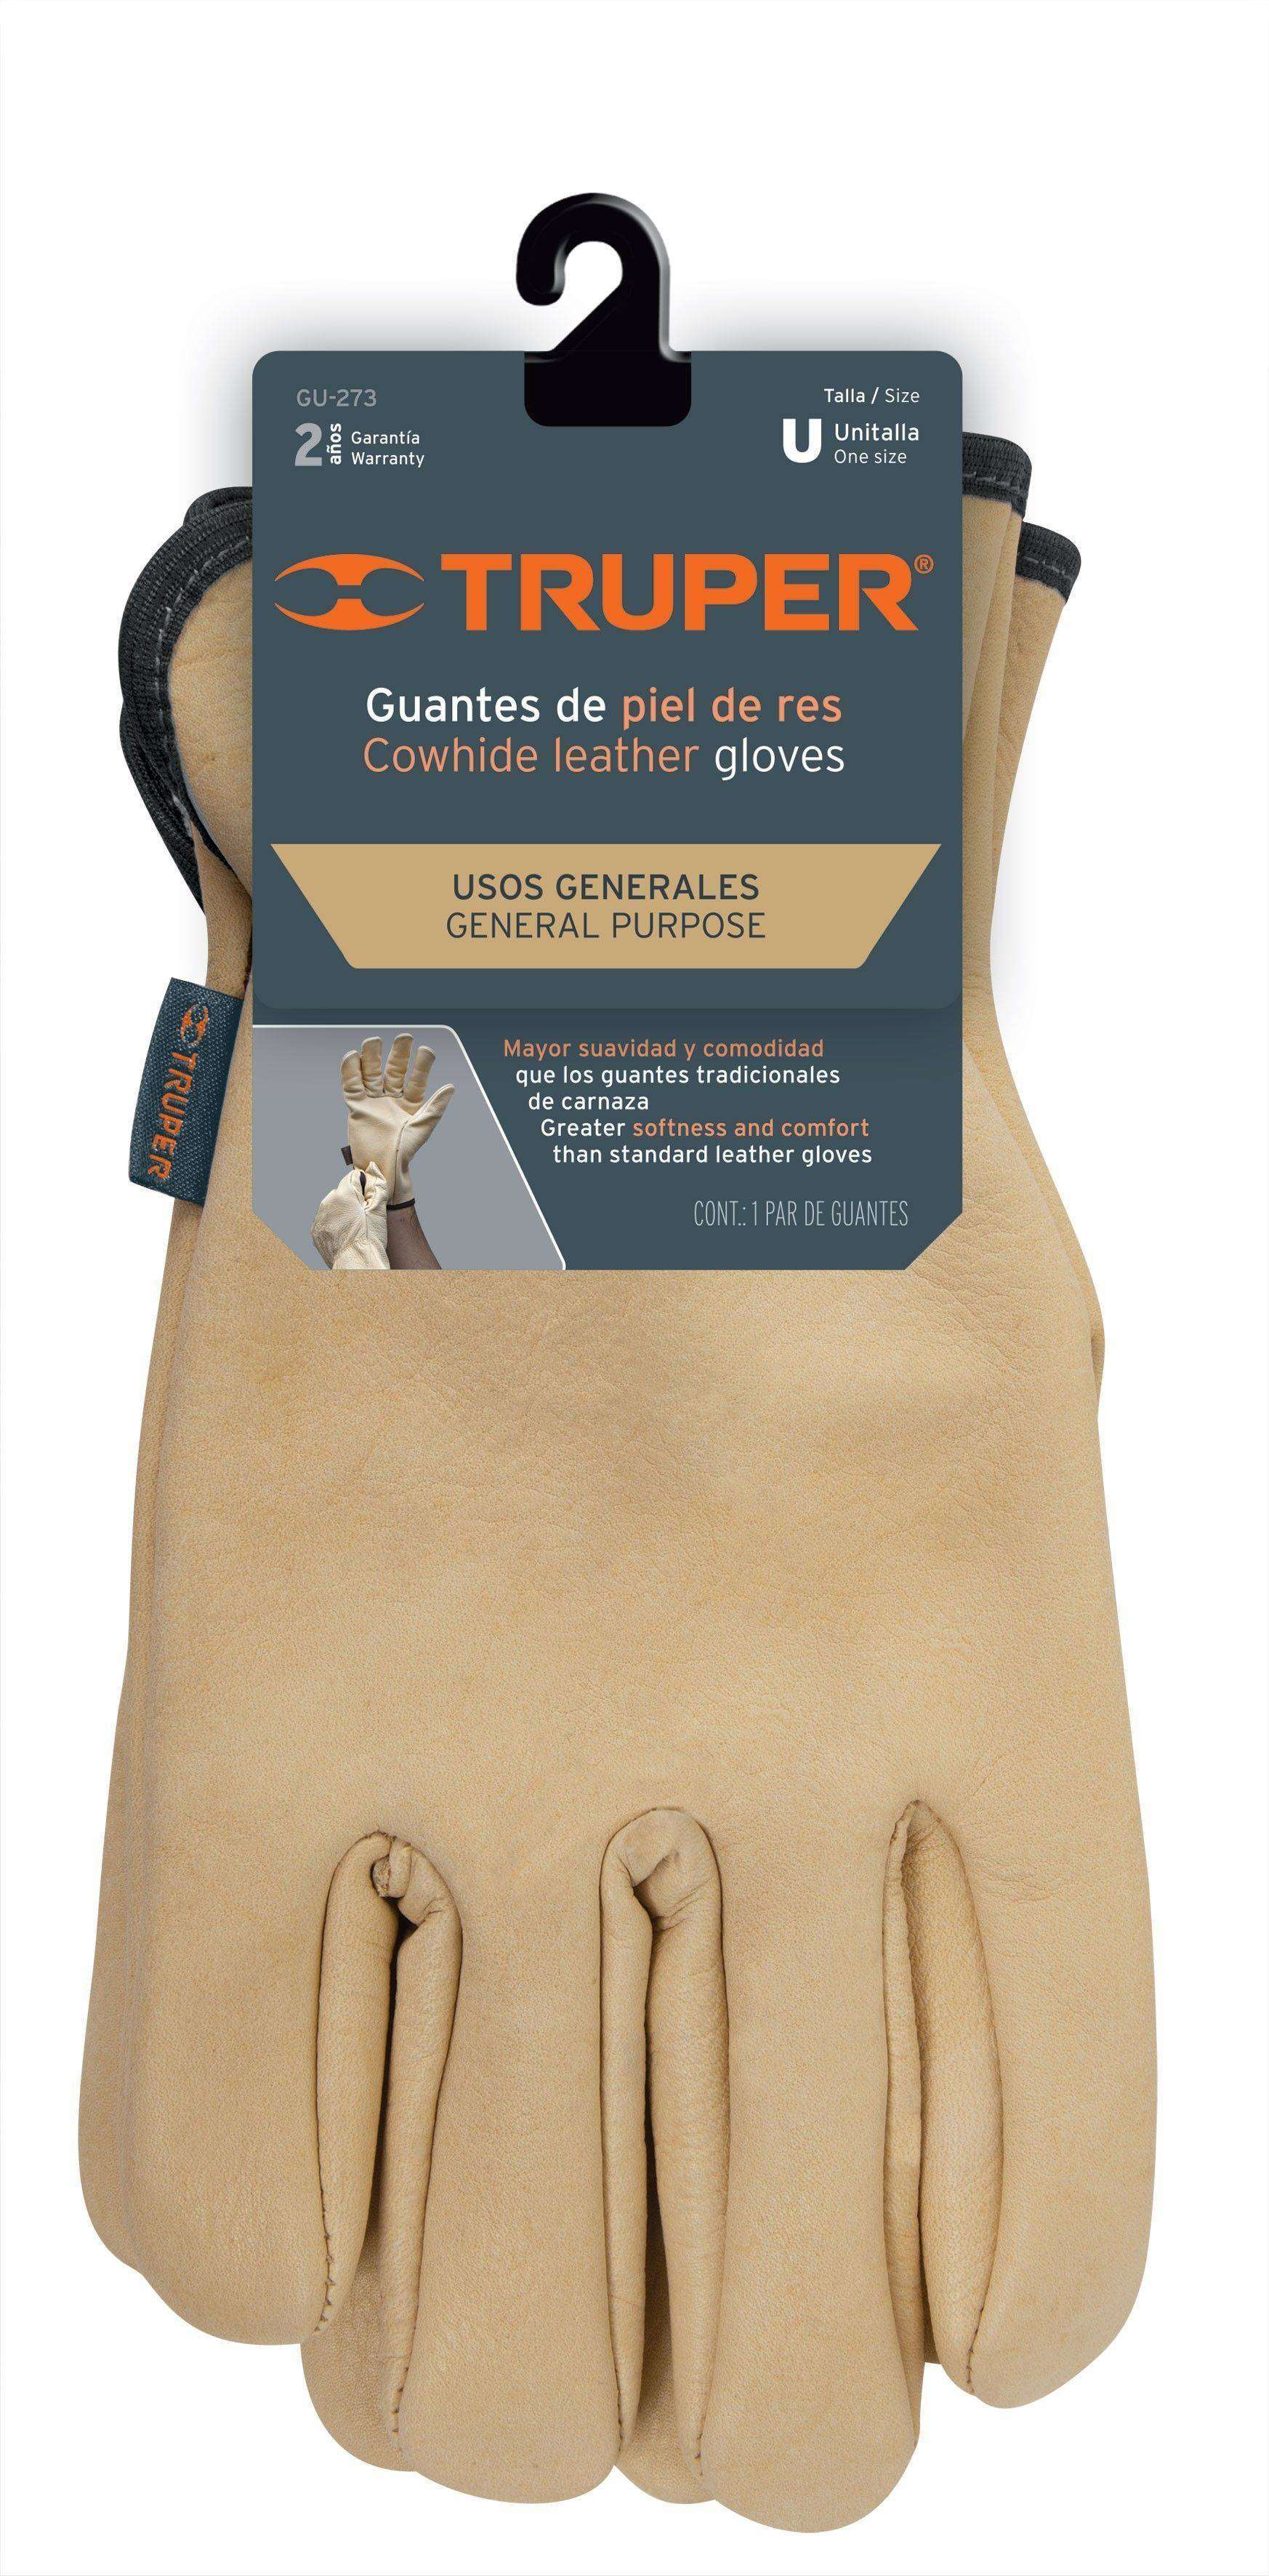 GU-273
2 años Garantía
Warranty
Talla / Size
U Unitalla
One size
TRUPER®
Guantes de piel de res
Cowhide leather gloves
USOS GENERALES
GENERAL PURPOSE
TRUPER
Mayor suavidad y comodidad
que los guantes tradicionales
de carnaza
Greater softness and comfort
than standard leather gloves
CONT.: 1 PAR DE GUANTES